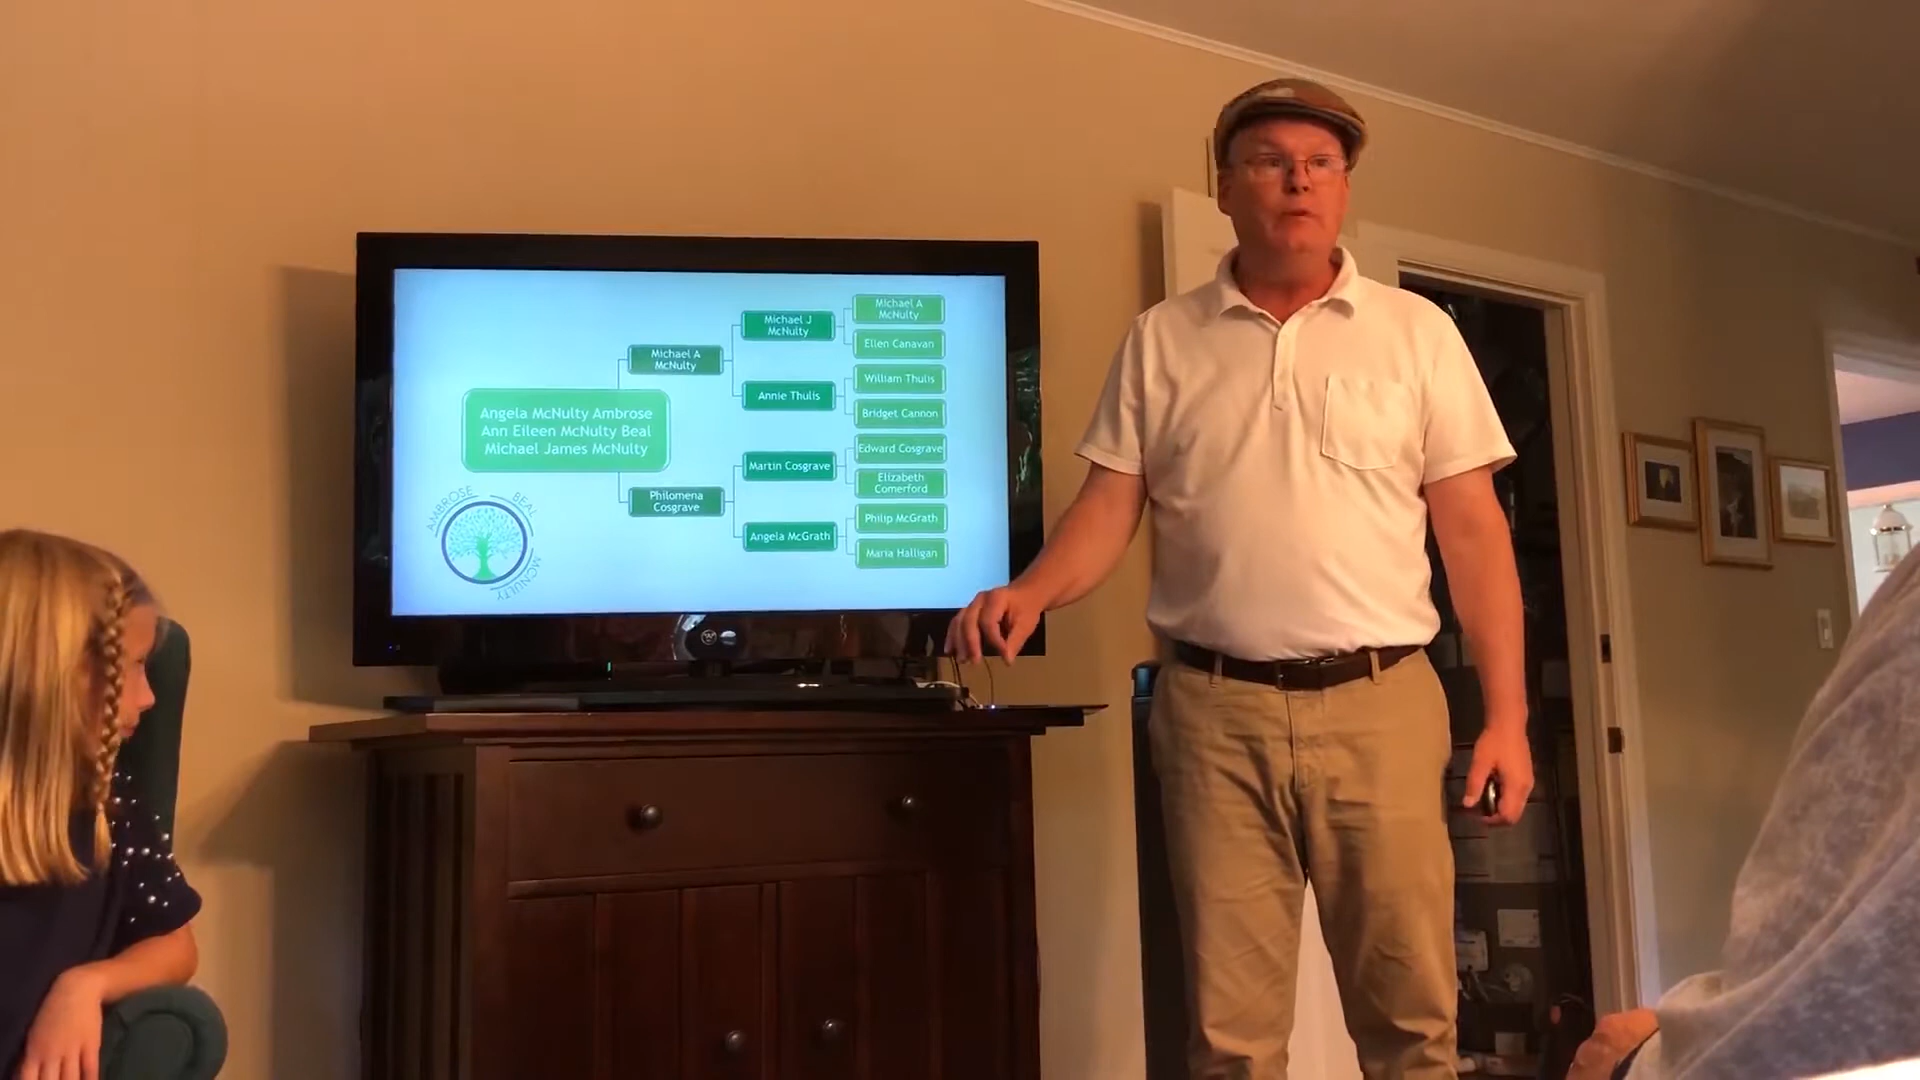 Michael A
McNulty
Michael J
McNulty
Ellen Canavan
Michael A
McNulty
William Thulis
Annie Thulis
Bridget Cannon
Angela McNulty Ambrose
Ann Eileen McNulty Beal
Michael James McNulty
Edward Cosgrave
Martin Cosgrave
Elizabeth
Comerford
Philomena
Cosgrave
Philip McGrath
Angela McGrath
Maria Halligan
AMBROSE
BEAL
MCNULTY